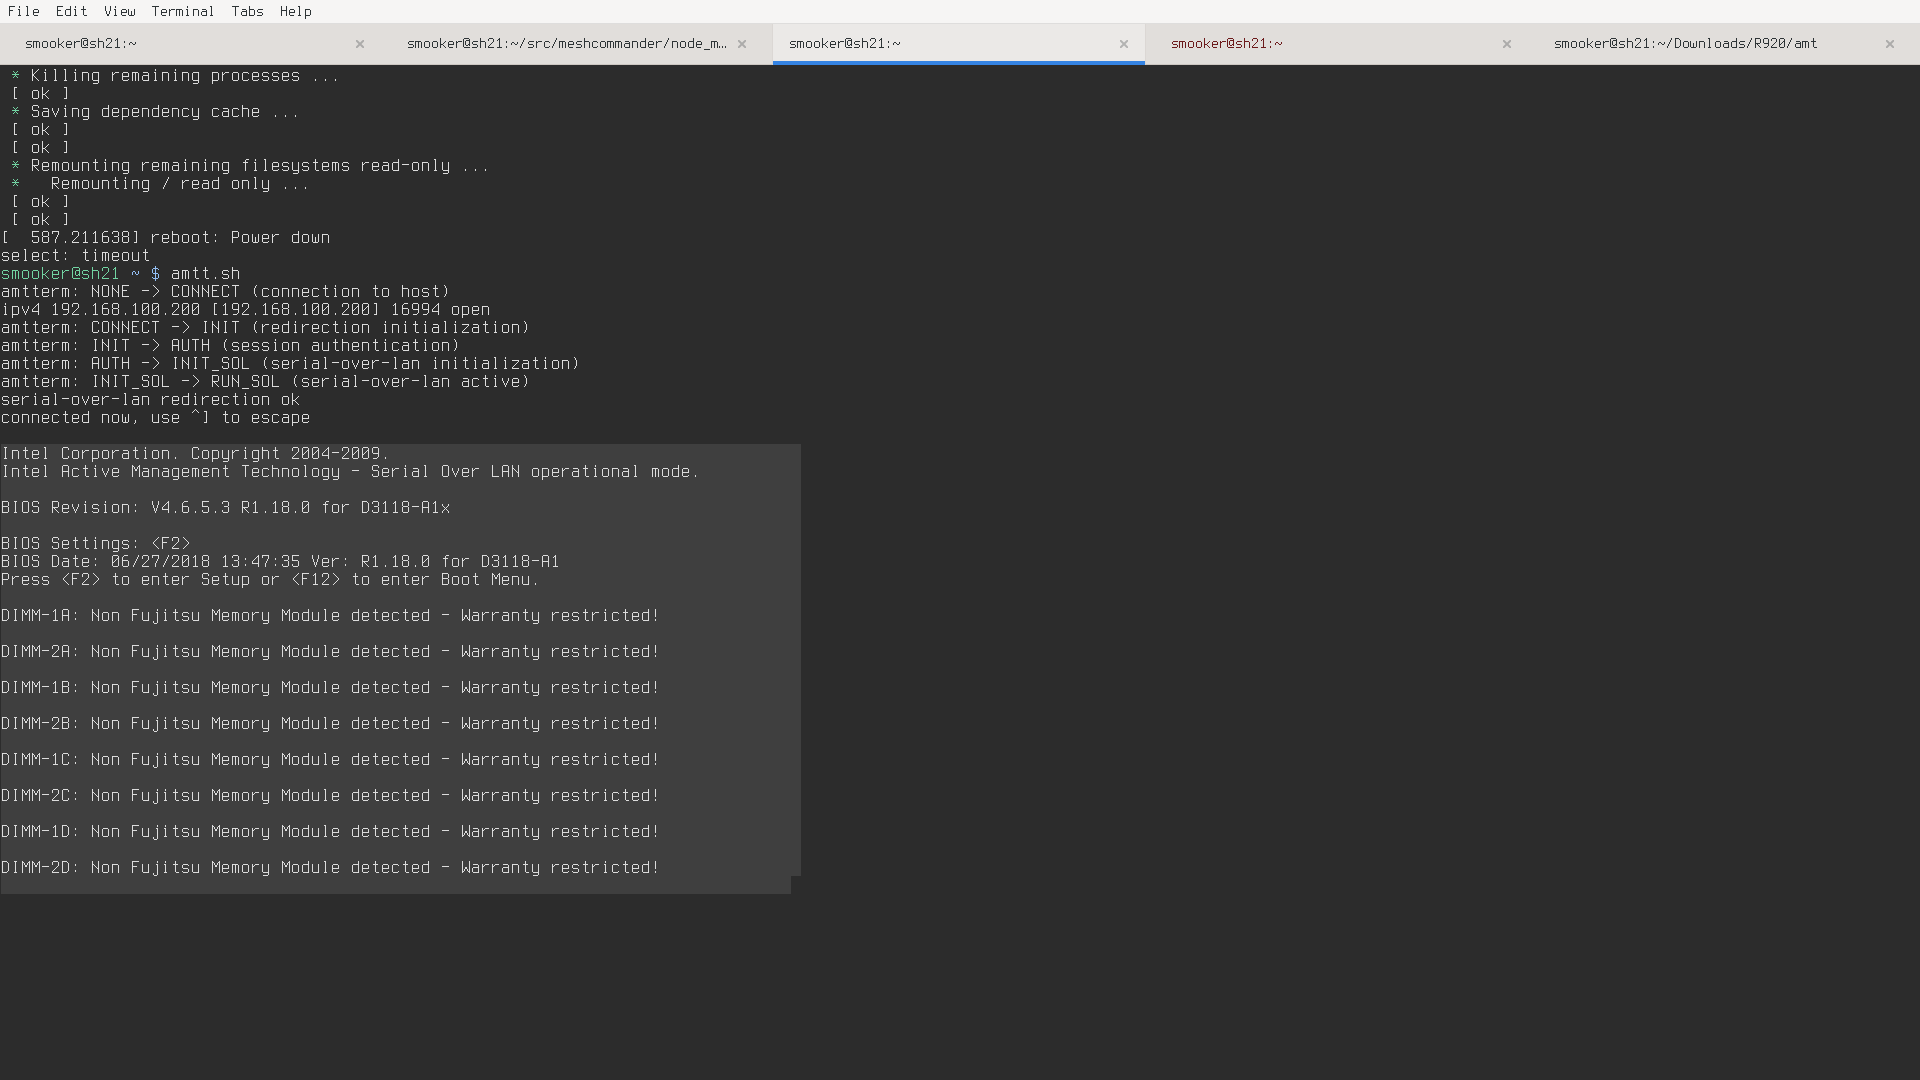 File Edit View Terminal Tabs Help
smooker@sh21:~ × smooker@sh21:~/src/meshcommander/node_m... × smooker@sh21:~ × smooker@sh21:~ × smooker@sh21:~/Downloads/R920/amt ×
* Killing remaining processes ...
[ ok ]
* Saving dependency cache ...
[ ok ]
[ ok ]
* Remounting remaining filesystems read-only ...
*   Remounting / read only ...
[ ok ]
[ ok ]
[  587.211638] reboot: Power down
select: timeout
smooker@sh21 ~ $ amtt.sh
amtterm: NONE -> CONNECT (connection to host)
ipv4 192.168.100.200 [192.168.100.200] 16994 open
amtterm: CONNECT -> INIT (redirection initialization)
amtterm: INIT -> AUTH (session authentication)
amtterm: AUTH -> INIT_SOL (serial-over-lan initialization)
amtterm: INIT_SOL -> RUN_SOL (serial-over-lan active)
serial-over-lan redirection ok
connected now, use ^] to escape
Intel Corporation. Copyright 2004-2009.
Intel Active Management Technology - Serial Over LAN operational mode.
BIOS Revision: V4.6.5.3 R1.18.0 for D3118-A1x
BIOS Settings: <F2>
BIOS Date: 06/27/2018 13:47:35 Ver: R1.18.0 for D3118-A1
Press <F2> to enter Setup or <F12> to enter Boot Menu.
DIMM-1A: Non Fujitsu Memory Module detected - Warranty restricted!
DIMM-2A: Non Fujitsu Memory Module detected - Warranty restricted!
DIMM-1B: Non Fujitsu Memory Module detected - Warranty restricted!
DIMM-2B: Non Fujitsu Memory Module detected - Warranty restricted!
DIMM-1C: Non Fujitsu Memory Module detected - Warranty restricted!
DIMM-2C: Non Fujitsu Memory Module detected - Warranty restricted!
DIMM-1D: Non Fujitsu Memory Module detected - Warranty restricted!
DIMM-2D: Non Fujitsu Memory Module detected - Warranty restricted!